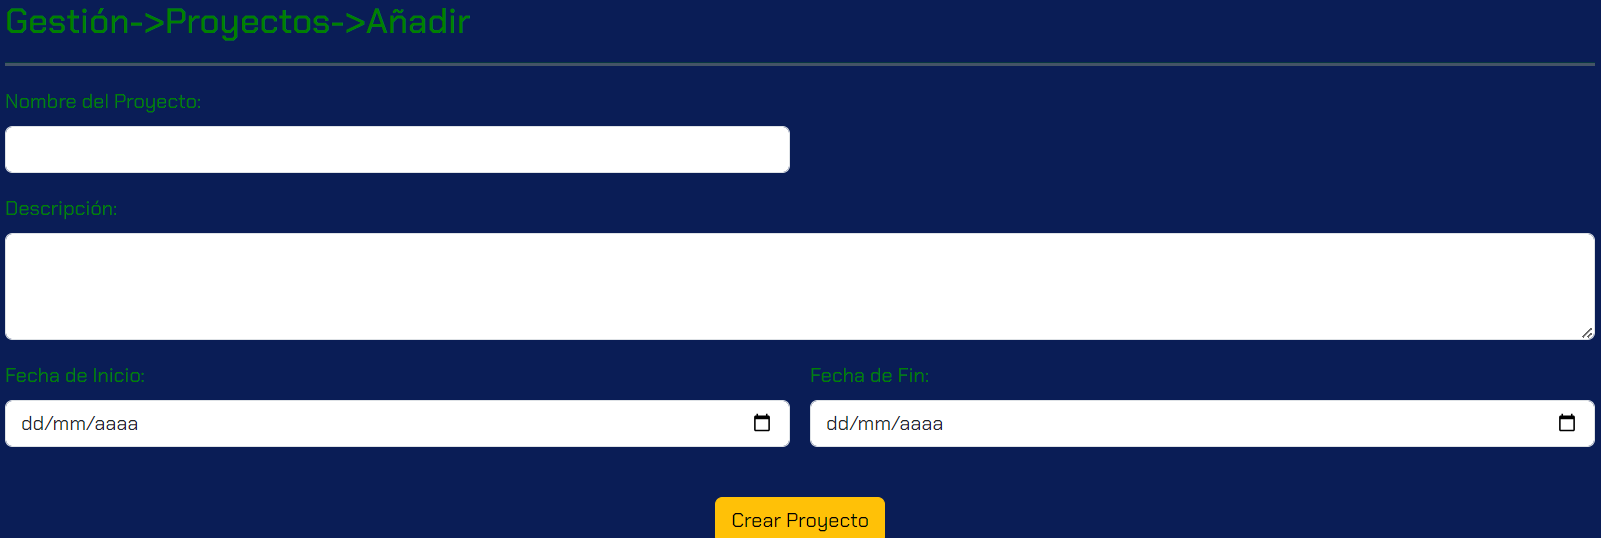 Gestión->Proyectos->Añadir
Nombre del Proyecto:
Descripción:
Fecha de Inicio: Fecha de Fin:
dd/mm/aaaa dd/mm/aaaa
Crear Proyecto